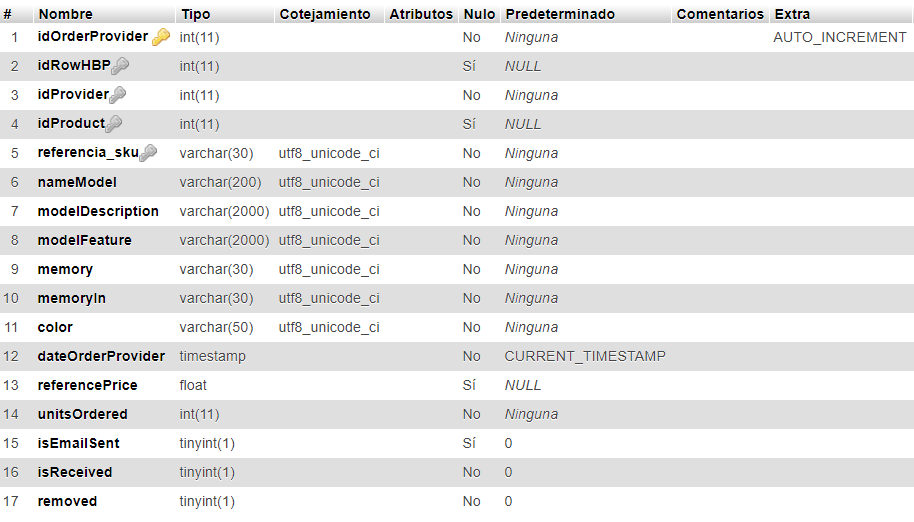 # Nombre Tipo Cotejamiento Atributos Nulo Predeterminado Comentarios Extra
1 idOrderProvider int(11) No Ninguna AUTO_INCREMENT
2 idRowHBP int(11) Sí NULL
3 idProvider int(11) No Ninguna
4 idProduct int(11) Sí NULL
5 referencia_sku varchar(30) utf8_unicode_ci No Ninguna
6 nameModel varchar(200) utf8_unicode_ci No Ninguna
7 modelDescription varchar(2000) utf8_unicode_ci No Ninguna
8 modelFeature varchar(2000) utf8_unicode_ci No Ninguna
9 memory varchar(30) utf8_unicode_ci No Ninguna
10 memoryIn varchar(30) utf8_unicode_ci No Ninguna
11 color varchar(50) utf8_unicode_ci No Ninguna
12 dateOrderProvider timestamp No CURRENT_TIMESTAMP
13 referencePrice float Sí NULL
14 unitsOrdered int(11) No Ninguna
15 isEmailSent tinyint(1) Sí 0
16 isReceived tinyint(1) No 0
17 removed tinyint(1) No 0